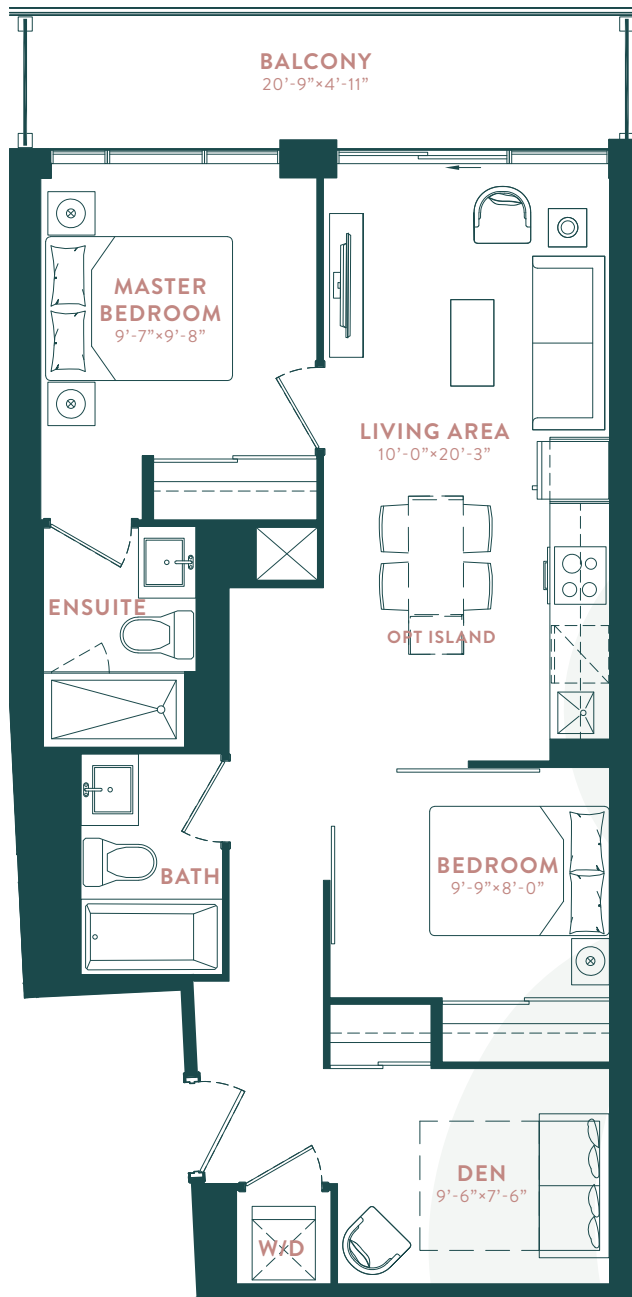 BALCONY
20’-9”×4’-11”
MASTER
BEDROOM
9’-7”×9’-8”
LIVING AREA
10’-0”×20’-3”
ENSUITE
OPT ISLAND
BATH
BEDROOM
9’-9”×8’-0”
DEN
9’-6”×7’-6”
W/D